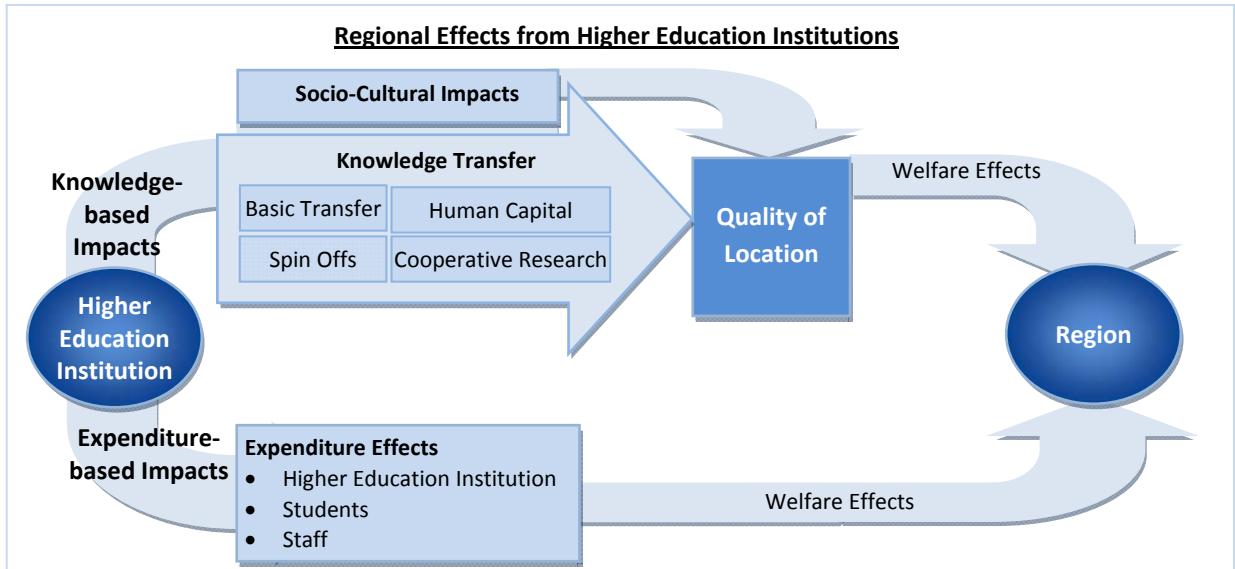 Regional Effects from Higher Education Institutions
Socio-Cultural Impacts
Knowledge Transfer
Basic Transfer
Human Capital
Spin Offs
Cooperative Research
Knowledge-
based
Impacts
Quality of
Location
Welfare Effects
Higher
Education
Institution
Region
Expenditure-
based Impacts
Expenditure Effects
• Higher Education Institution
• Students
• Staff
Welfare Effects